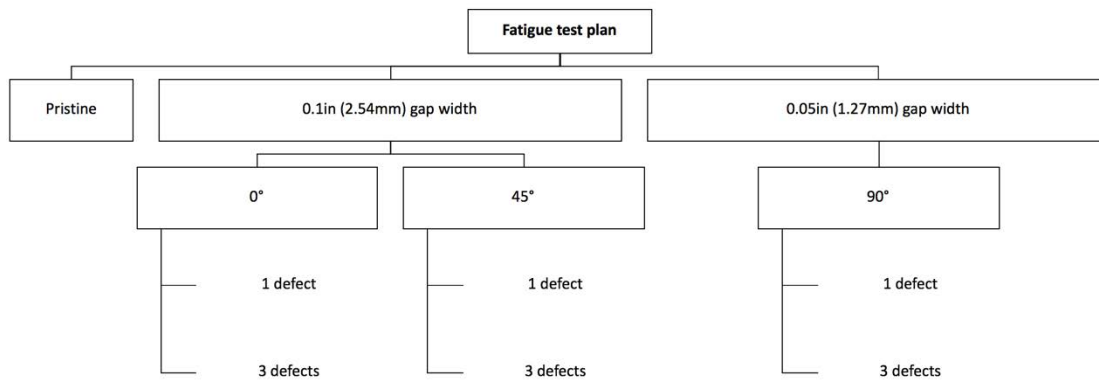 Fatigue test plan
Pristine
0.1in (2.54mm) gap width
0.05in (1.27mm) gap width
0°
45°
90°
1 defect
1 defect
1 defect
3 defects
3 defects
3 defects